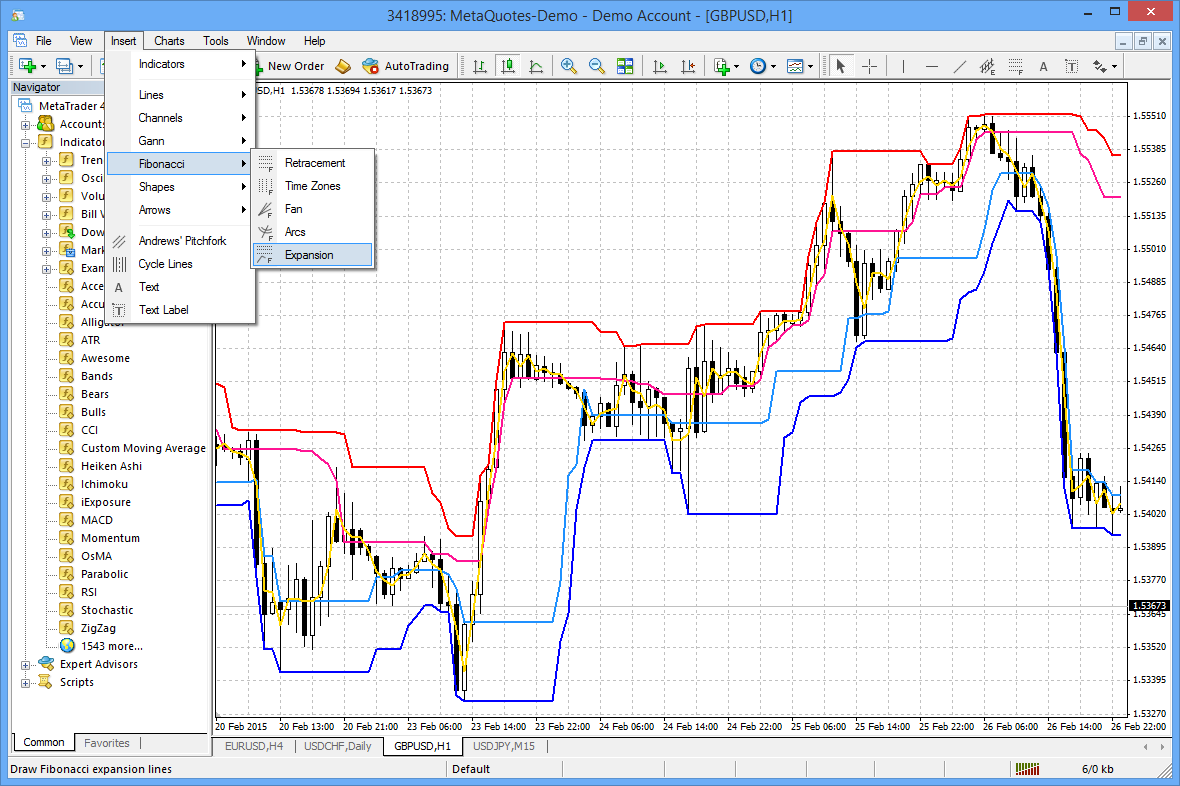 3418995: MetaQuotes-Demo - Demo Account - [GBPUSD,H1]
File View Insert Charts Tools Window Help
New Order AutoTrading
Navigator
MetaTrader 4
Accounts
Indicator
Tren
Osci
Volu
Bill V
Dow
Mark
Exam
Acce
Accu
Alligator
ATR
Awesome
Bands
Bears
Bulls
CCI
Custom Moving Average
Heiken Ashi
Ichimoku
iExposure
MACD
Momentum
OsMA
Parabolic
RSI
Stochastic
ZigZag
1543 more...
Expert Advisors
Scripts
Common Favorites
Indicators
Lines
Channels
Gann
Fibonacci
Shapes
Arrows
Andrews' Pitchfork
Cycle Lines
Text
Text Label
Retracement
Time Zones
Fan
Arcs
Expansion
SD,H1 1.53678 1.53694 1.53617 1.53673
1.55510
1.55385
1.55260
1.55135
1.55010
1.54885
1.54765
1.54640
1.54515
1.54390
1.54265
1.54140
1.54020
1.53895
1.53770
1.53673
1.53645
1.53520
1.53395
1.53270
20 Feb 2015 20 Feb 13:00 20 Feb 21:00 23 Feb 06:00 23 Feb 14:00 23 Feb 22:00 24 Feb 06:00 24 Feb 14:00 24 Feb 22:00 25 Feb 06:00 25 Feb 14:00 25 Feb 22:00 26 Feb 06:00 26 Feb 14:00 26 Feb 22:00
EURUSD,H4 USDCHF,Daily GBPUSD,H1 USDJPY,M15
Draw Fibonacci expansion lines Default 6/0 kb